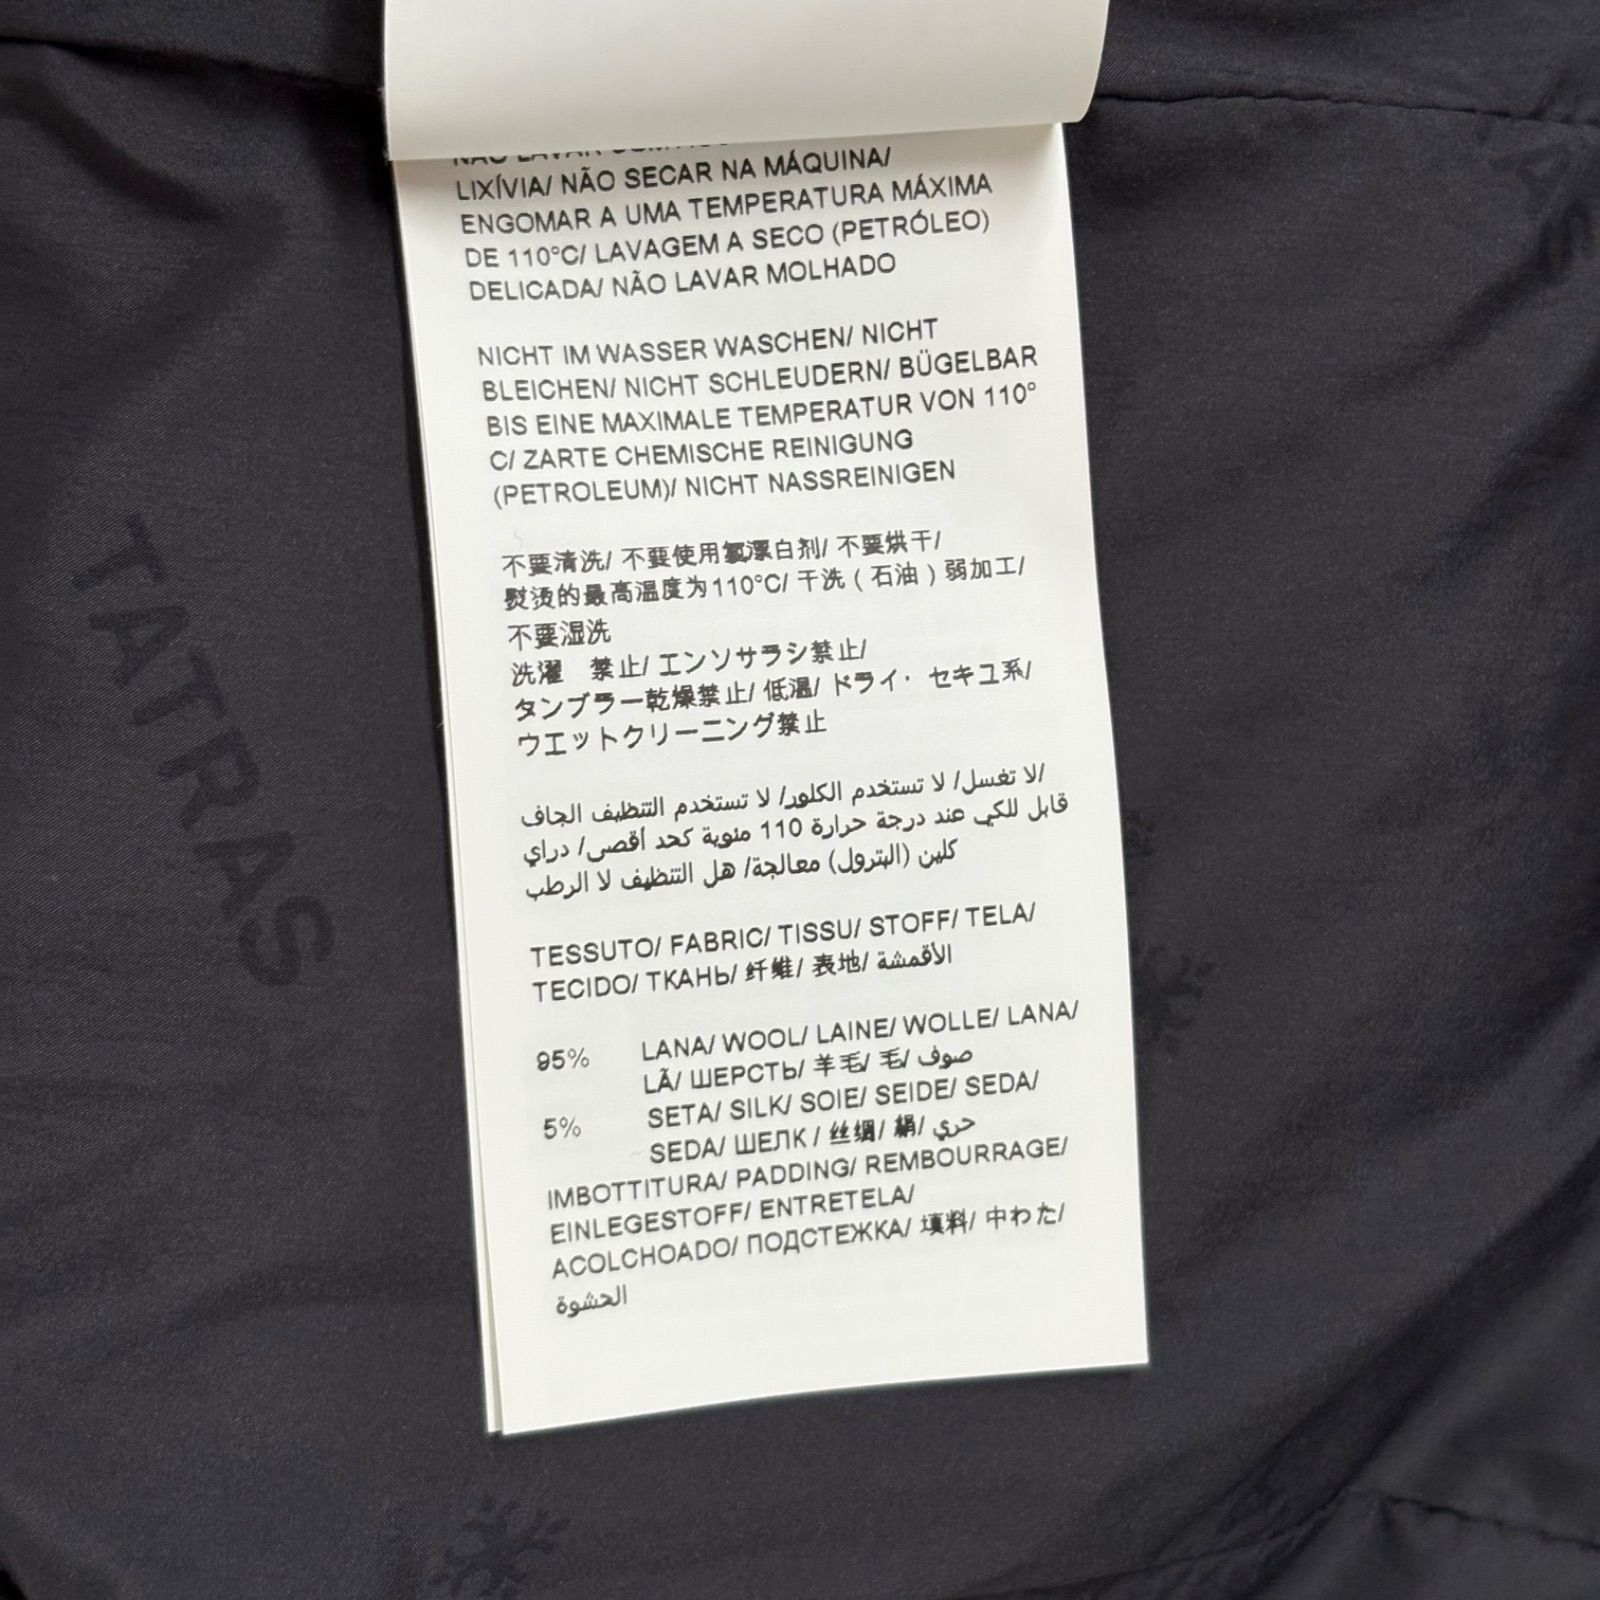 LIXÍVIA/ NÃO SECAR NA MÁQUINA/
ENGOMAR A UMA TEMPERATURA MÁXIMA
DE 110°C/ LAVAGEM A SECO (PETRÓLEO)
DELICADA/ NÃO LAVAR MOLHADO
NICHT IM WASSER WASCHEN/ NICHT
BLEICHEN/ NICHT SCHLEUDERN/ BÜGELBAR
BIS EINE MAXIMALE TEMPERATUR VON 110°
C/ ZARTE CHEMISCHE REINIGUNG
(PETROLEUM)/ NICHT NASSREINIGEN
不要清洗/ 不要使用氯漂白剂/ 不要烘干/
熨烫的最高温度为110°C/ 干洗 ( 石油 ) 弱加工/
不要湿洗
洗濯　禁止/ エンソサラシ禁止/
タンブラー乾燥禁止/ 低温/ ドライ・ セキユ系/
ウエットクリーニング禁止
/لا تغسل/ لا تستخدم الكلور/ لا تستخدم التنظيف الجاف
قابل للكي عند درجة حرارة 110 مئوية كحد أقصى/ دراي
كلين (البترول) معالجة/ هل التنظيف لا الرطب
TESSUTO/ FABRIC/ TISSU/ STOFF/ TELA/
TECIDO/ ТКАНЬ/ 纤维/ 表地/ الأقمشة
95% LANA/ WOOL/ LAINE/ WOLLE/ LANA/
LÃ/ ШЕРСТЬ/ 羊毛/ 毛/ صوف
5% SETA/ SILK/ SOIE/ SEIDE/ SEDA/
SEDA/ ШЕЛК / 丝绸/ 絹/ حري
IMBOTTITURA/ PADDING/ REMBOURRAGE/
EINLEGESTOFF/ ENTRETELA/
ACOLCHOADO/ ПОДСТЕЖКА/ 填料/ 中わた/
الحشوة
TATRAS